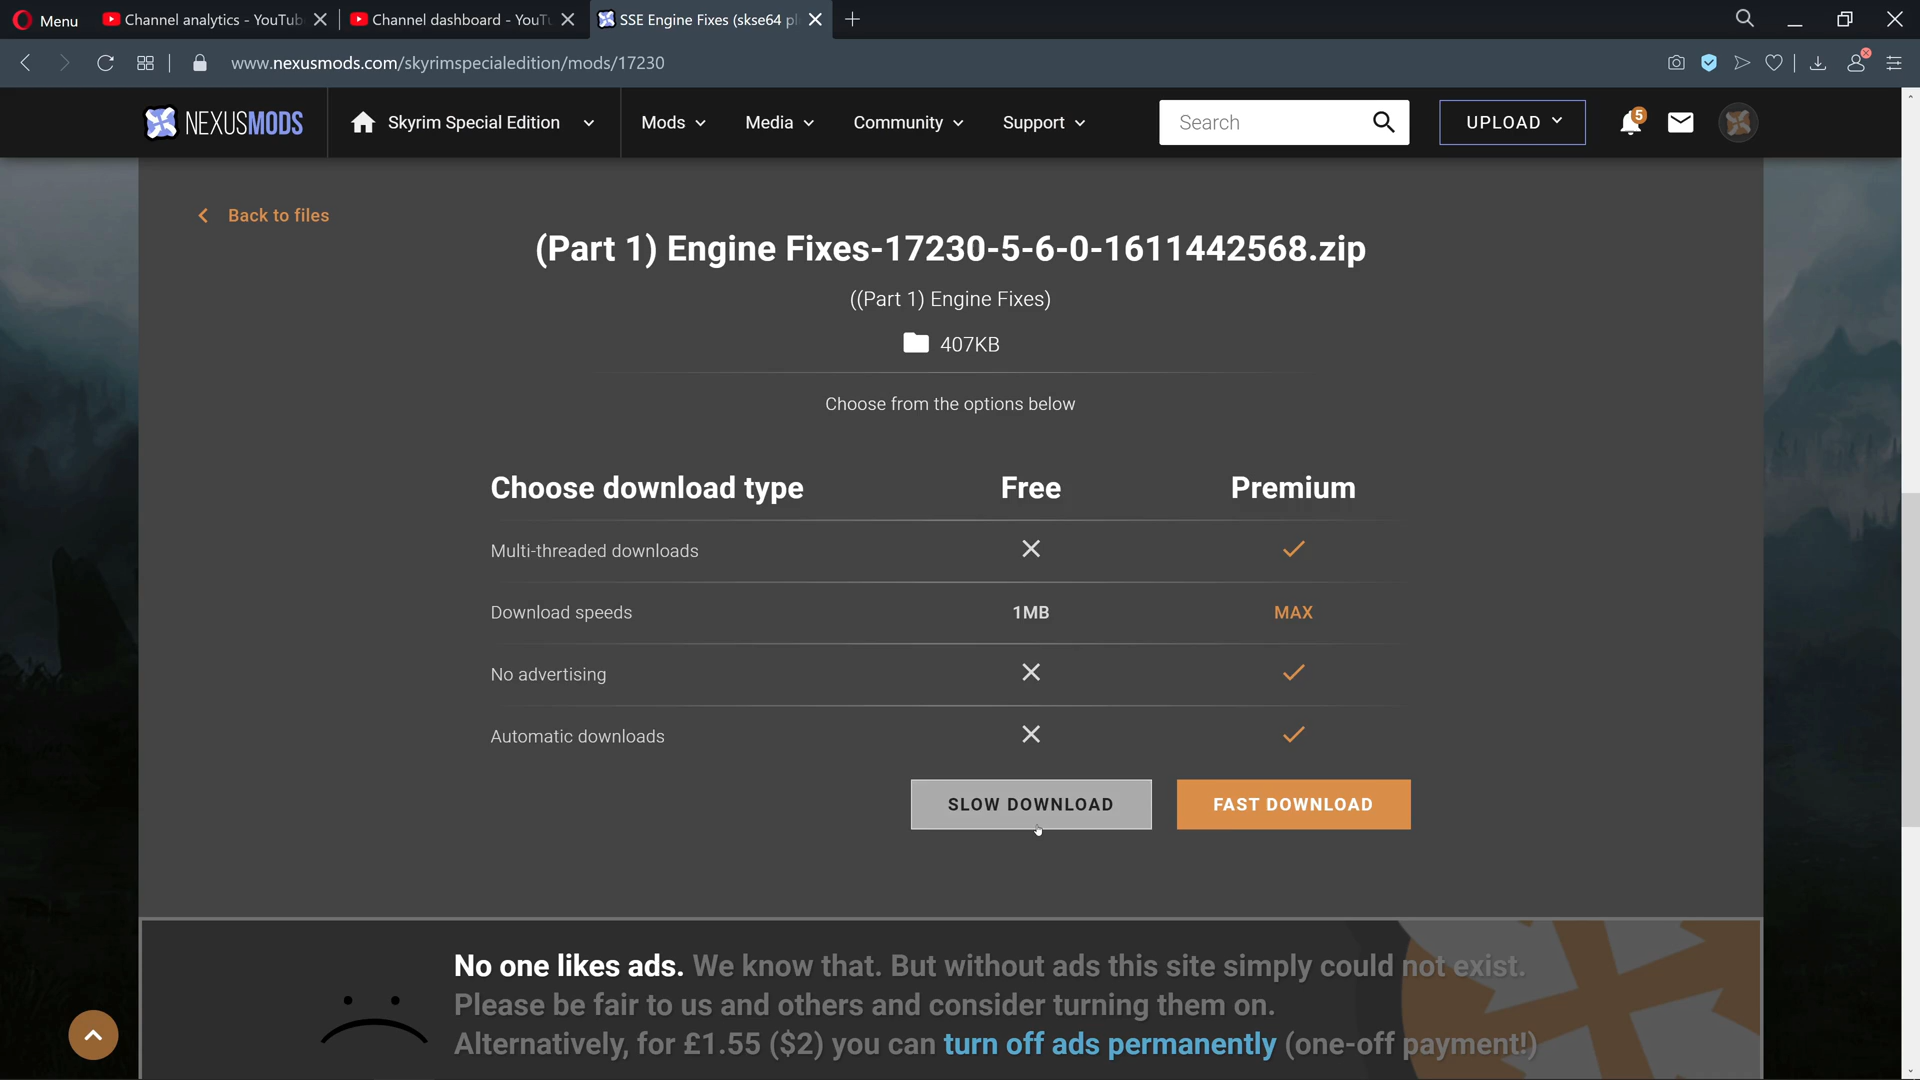 Menu
Channel analytics - YouTub
Channel dashboard - YouTu
SSE Engine Fixes (skse64 pl
www.nexusmods.com/skyrimspecialedition/mods/17230
NEXUSMODS
Skyrim Special Edition
Mods
Media
Community
Support
Search
UPLOAD
5
Back to files
(Part 1) Engine Fixes-17230-5-6-0-1611442568.zip
((Part 1) Engine Fixes)
407KB
Choose from the options below
Choose download type Free Premium
Multi-threaded downloads
Download speeds 1MB MAX
No advertising
Automatic downloads
SLOW DOWNLOAD FAST DOWNLOAD
No one likes ads. We know that. But without ads this site simply could not exist.
Please be fair to us and others and consider turning them on.
Alternatively, for £1.55 ($2) you can turn off ads permanently (one-off payment!)